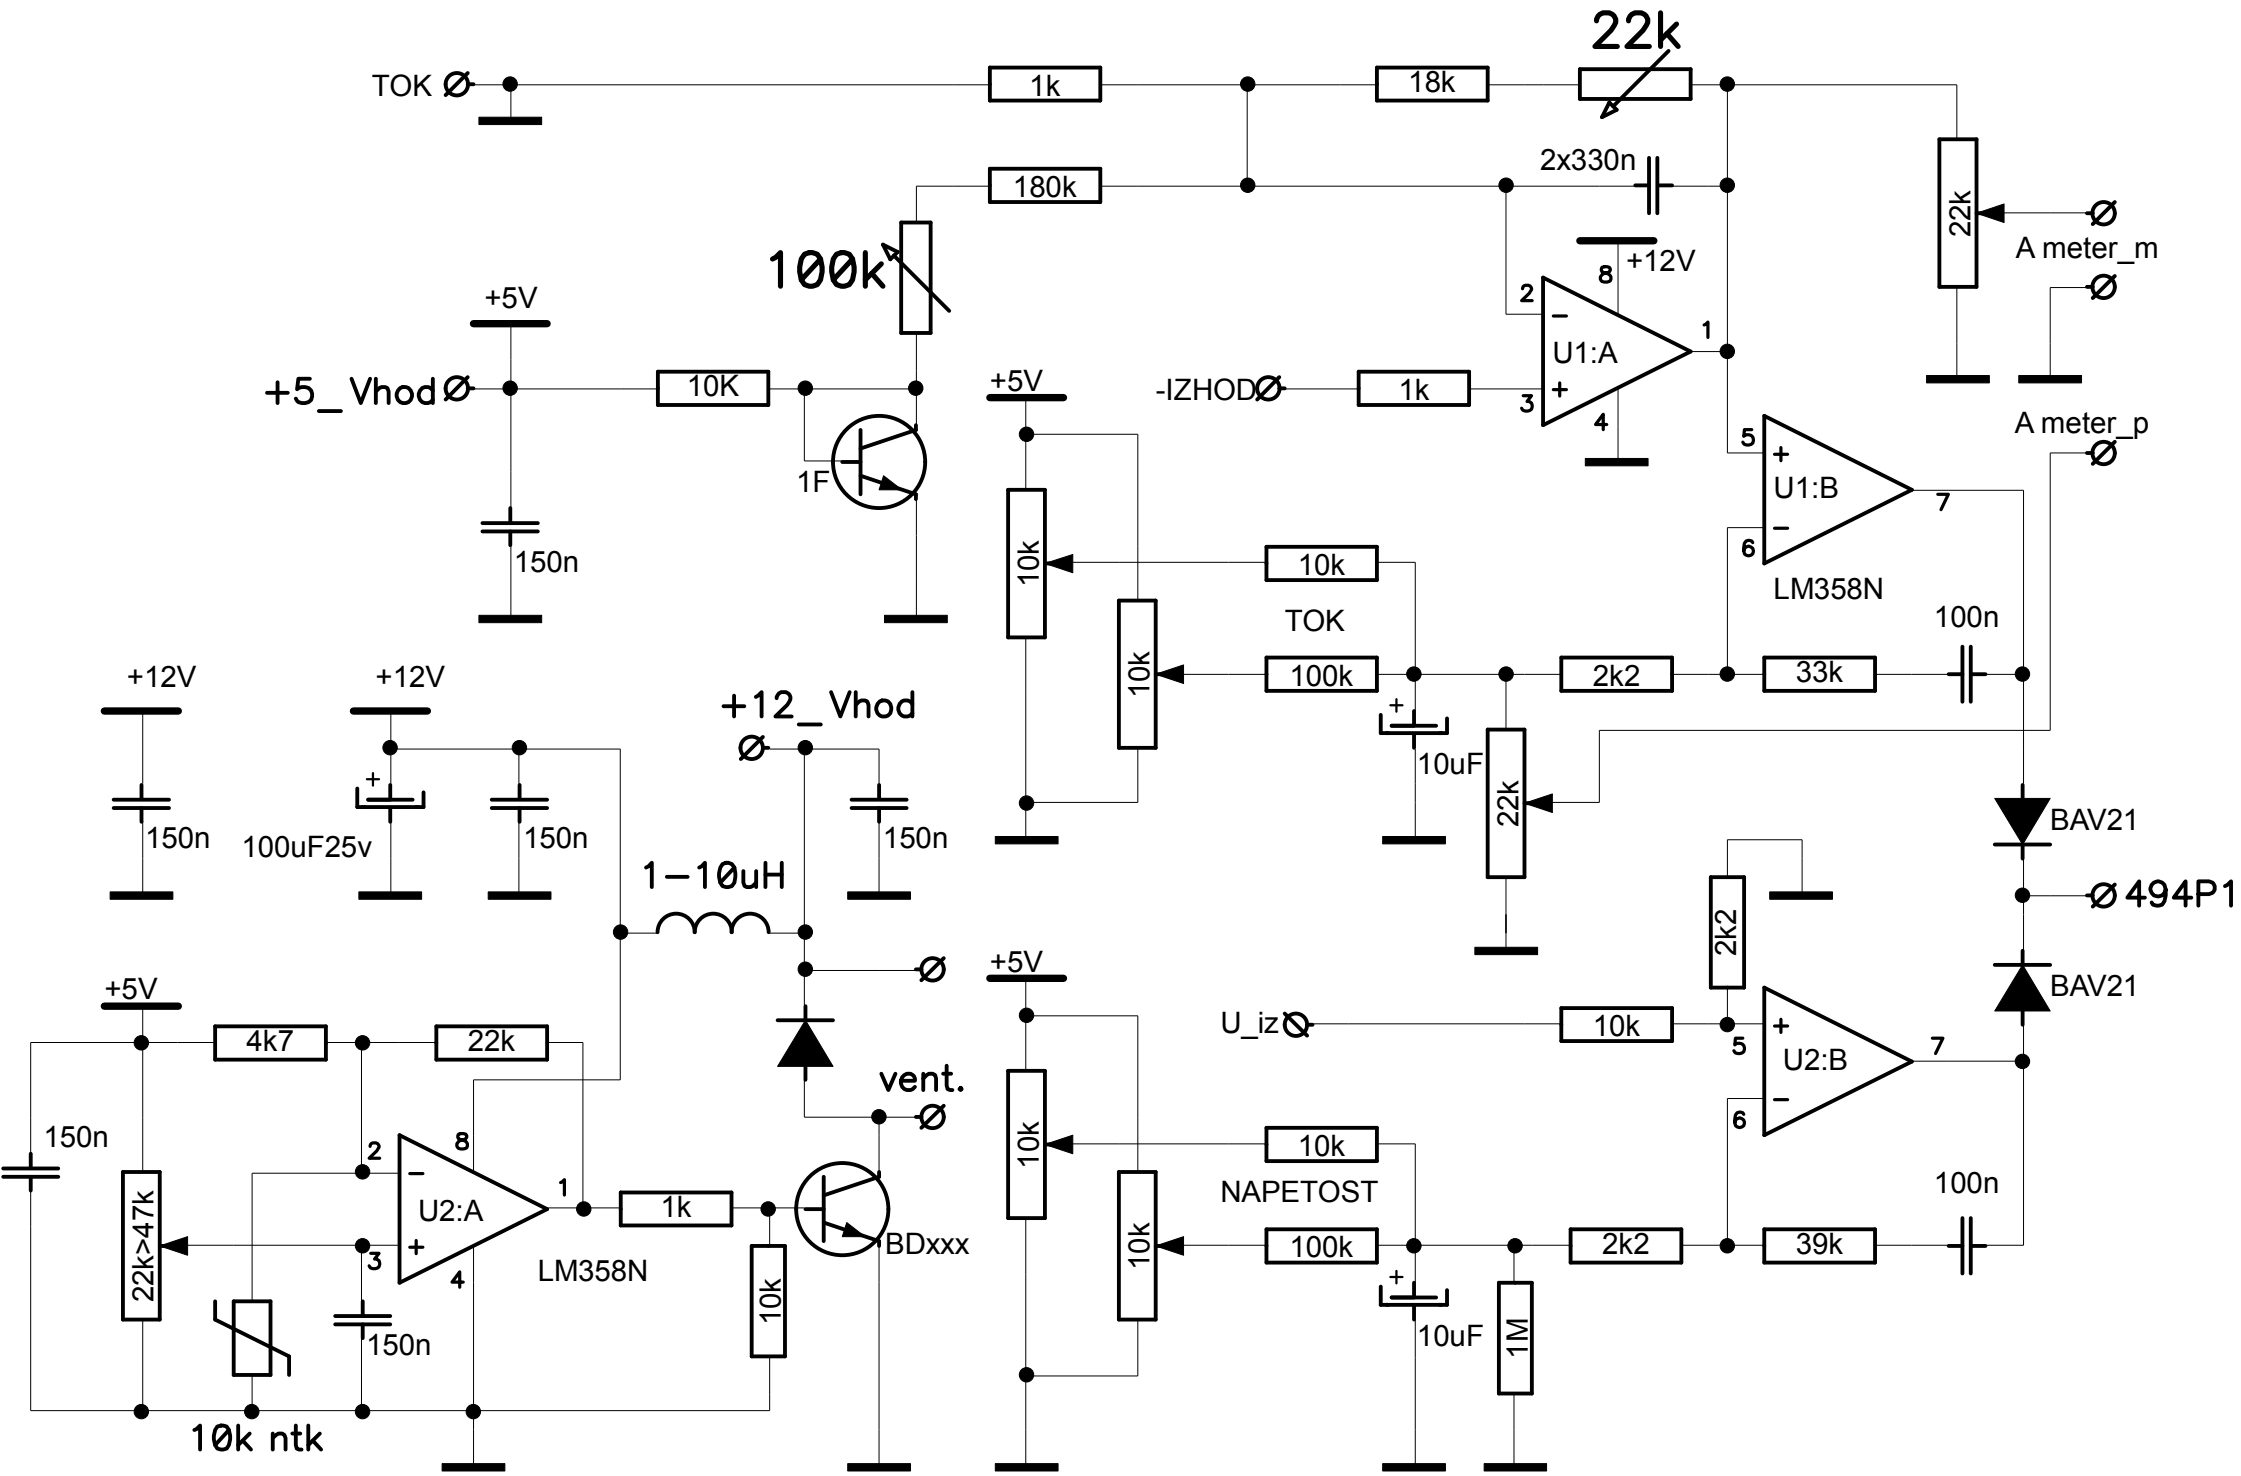 22k
TOK
1k
18k
2x330n
180k
22k
A meter_m
100k
+12V
8
2
+5V
1
U1:A
+5_Vhod
10K
+5V
-IZHOD
1k
3
4
A meter_p
5
1F
U1:B
7
6
150n
10k
10k
LM358N
TOK
100n
+12V
+12V
+12_Vhod
10k
100k
2k2
33k
10uF
22k
150n
100uF25v
150n
150n
BAV21
1-10uH
494P1
2k2
+5V
+5V
BAV21
U_iz
10k
5
4k7
22k
U2:B
7
vent.
6
150n
2
8
10k
10k
1
NAPETOST
100n
U2:A
1k
22k>47k
3
BDxxx
10k
100k
2k2
39k
LM358N
4
10k
150n
10uF
1M
10k ntk